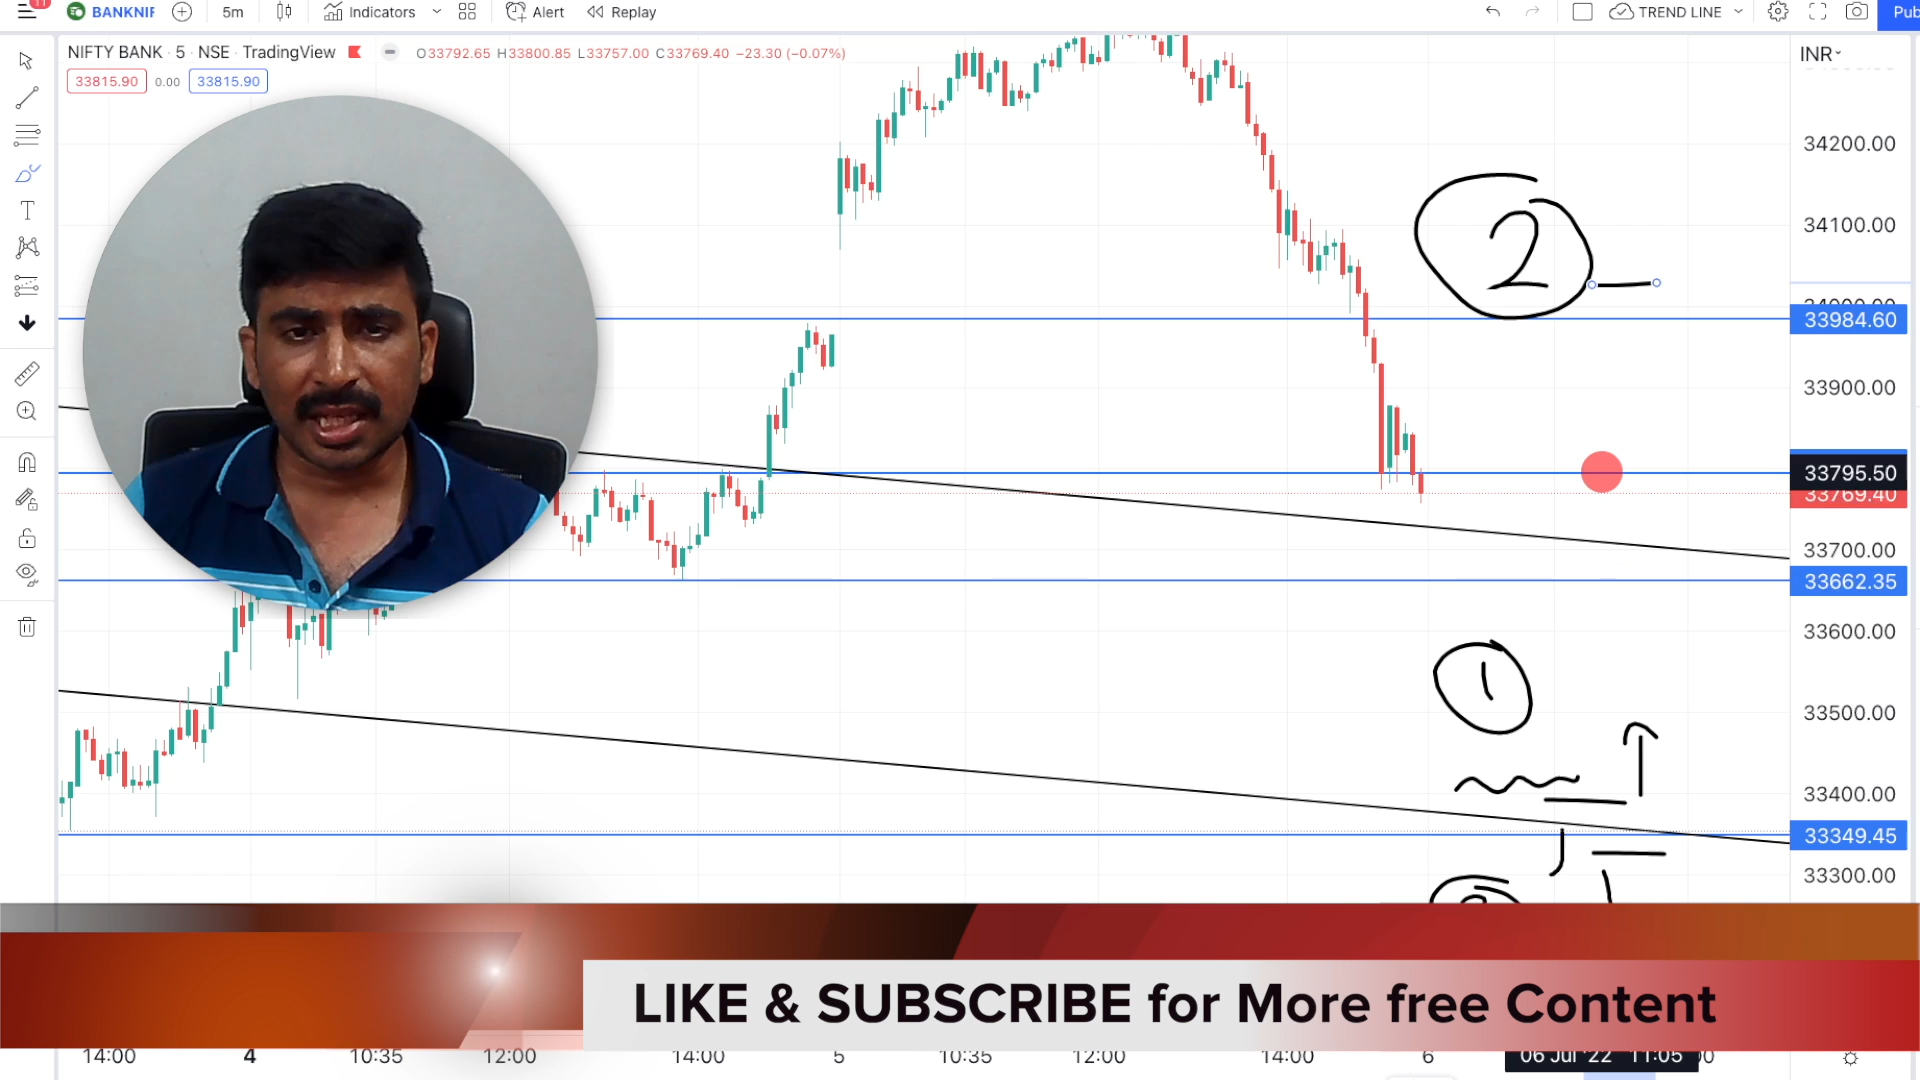 11
BANKNIF
5m
Indicators
Alert
Replay
TREND LINE
Pub
NIFTY BANK · 5 · NSE · TradingView
O33792.65 H33800.85 L33757.00 C33769.40 −23.30 (−0.07%)
33815.90 0.00 33815.90
INR
34200.00
34100.00
34000.00
33984.60
33900.00
33795.50
33769.40
33700.00
33662.35
33600.00
33500.00
33400.00
33349.45
33300.00
2
1
LIKE & SUBSCRIBE for More free Content
14:00 4 10:35 12:00 14:00 5 10:35 12:00 14:00 6 06 Jul '22 11:05